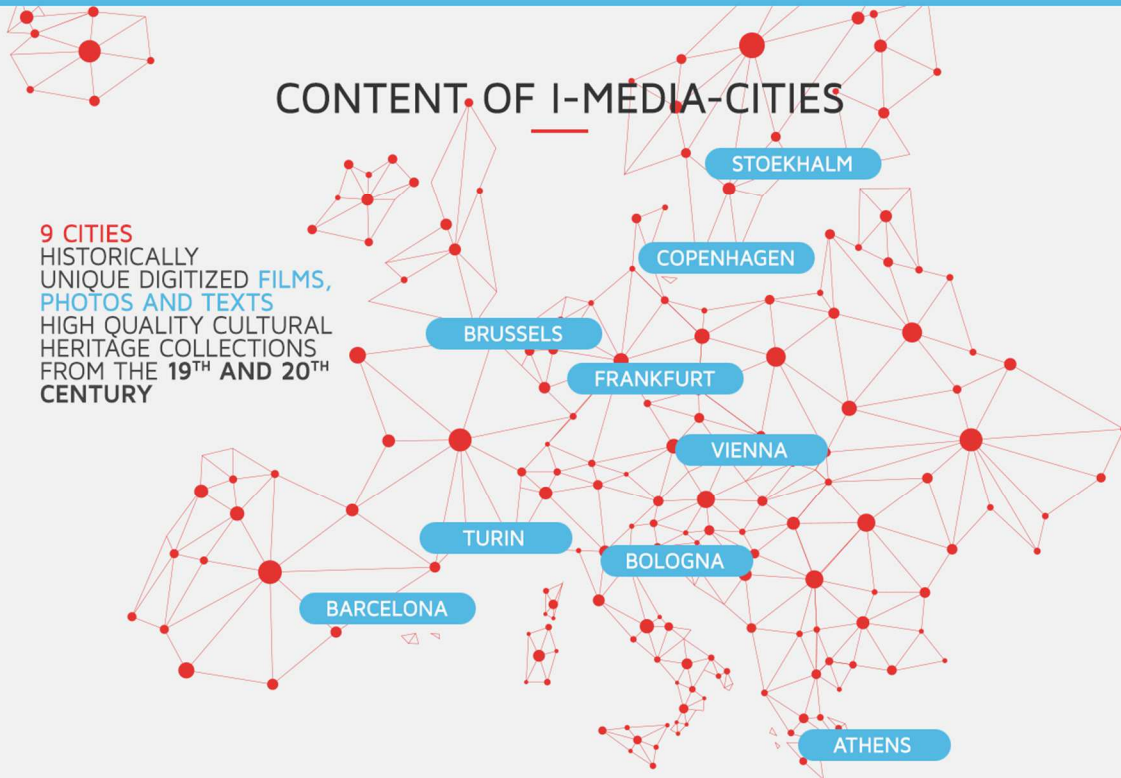 CONTENT OF I-MEDIA-CITIES
9 CITIES
HISTORICALLY
UNIQUE DIGITIZED FILMS,
PHOTOS AND TEXTS
HIGH QUALITY CULTURAL
HERITAGE COLLECTIONS
FROM THE 19TH AND 20TH
CENTURY
STOEKHALM
COPENHAGEN
BRUSSELS
FRANKFURT
VIENNA
TURIN
BOLOGNA
BARCELONA
ATHENS